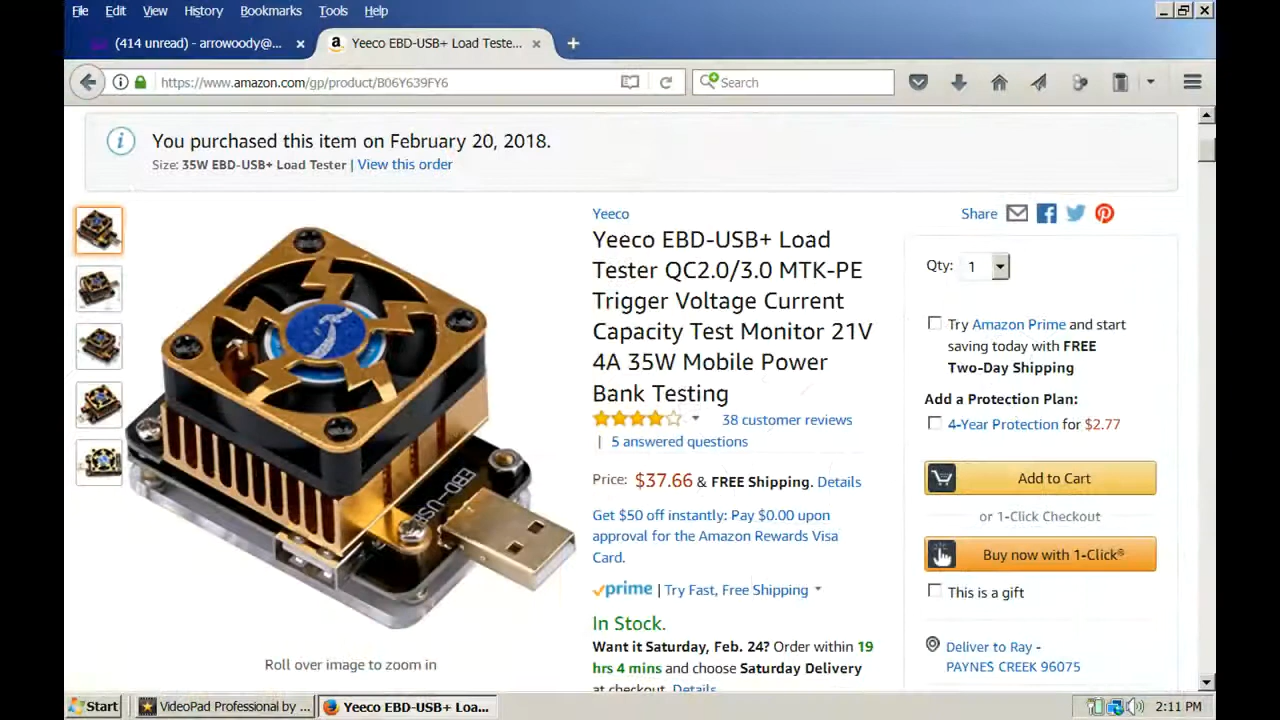 File Edit View History Bookmarks Tools Help
(414 unread) - arrowoody@...
Yeeco EBD-USB+ Load Teste...
https://www.amazon.com/gp/product/B06Y639FY6
Search
You purchased this item on February 20, 2018.
Size: 35W EBD-USB+ Load Tester | View this order
Yeeco
Share
Yeeco EBD-USB+ Load
Tester QC2.0/3.0 MTK-PE
Trigger Voltage Current
Capacity Test Monitor 21V
4A 35W Mobile Power
Bank Testing
38 customer reviews
| 5 answered questions
Price: $37.66 & FREE Shipping. Details
Get $50 off instantly: Pay $0.00 upon
approval for the Amazon Rewards Visa
Card.
prime | Try Fast, Free Shipping
In Stock.
Want it Saturday, Feb. 24? Order within 19
hrs 4 mins and choose Saturday Delivery
at checkout. Details
EBD-USB
Roll over image to zoom in
Qty: 1
Try Amazon Prime and start
saving today with FREE
Two-Day Shipping
Add a Protection Plan:
4-Year Protection for $2.77
Add to Cart
or 1-Click Checkout
Buy now with 1-Click®
This is a gift
Deliver to Ray -
PAYNES CREEK 96075
Start
VideoPad Professional by ...
Yeeco EBD-USB+ Loa...
2:11 PM